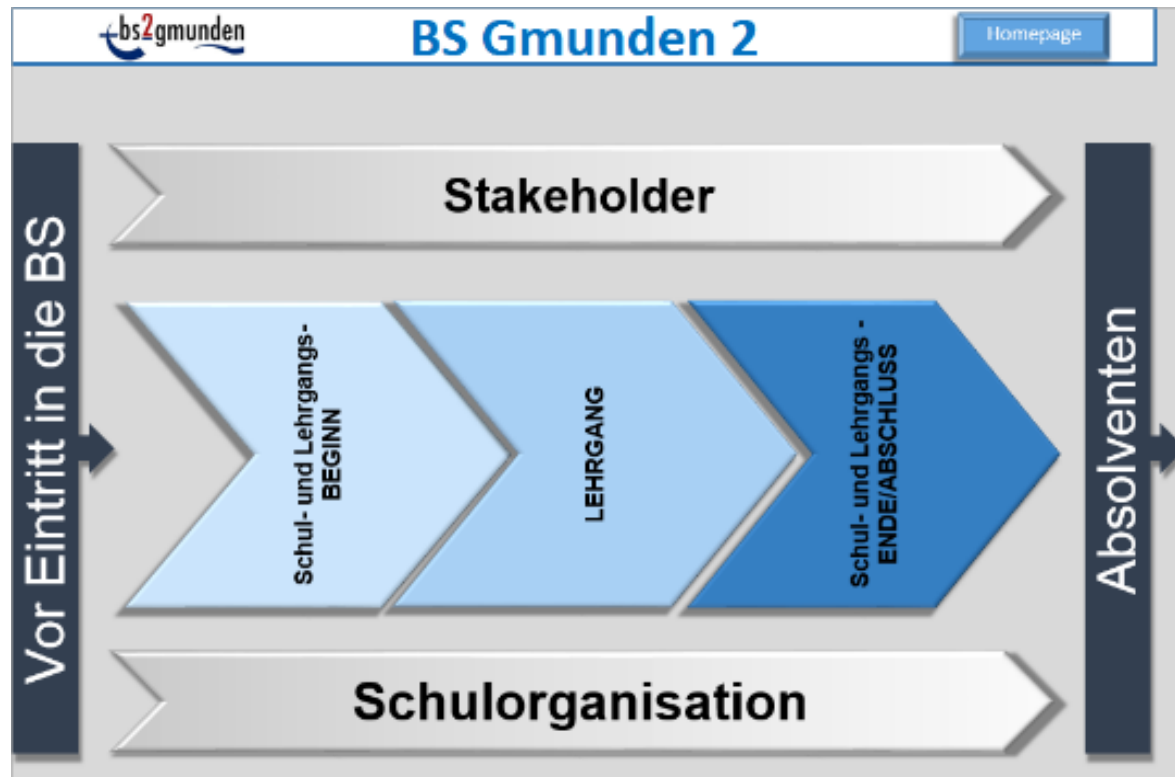 bs2gmunden
BS Gmunden 2
Homepage
Vor Eintritt in die BS
Stakeholder
Schul- und Lehrgangs-
BEGINN
LEHRGANG
Schul- und Lehrgangs -
ENDE/ABSCHLUSS
Schulorganisation
Absolventen